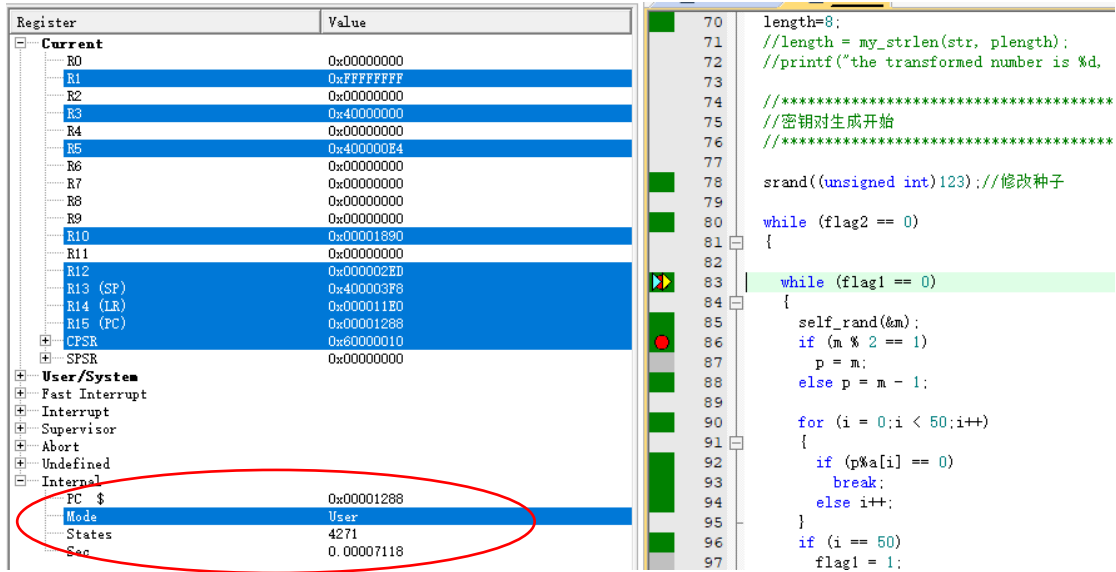 Register Value
Current
R0 0x00000000
R1 0xFFFFFFFF
R2 0x00000000
R3 0x40000000
R4 0x00000000
R5 0x400000E4
R6 0x00000000
R7 0x00000000
R8 0x00000000
R9 0x00000000
R10 0x00001890
R11 0x00000000
R12 0x000002ED
R13 (SP) 0x400003F8
R14 (LR) 0x000011E0
R15 (PC) 0x00001288
CPSR 0x60000010
SPSR 0x00000000
User/System
Fast Interrupt
Interrupt
Supervisor
Abort
Undefined
Internal
PC $ 0x00001288
Mode User
States 4271
Sec 0.00007118
70 length=8;
71 //length = my_strlen(str, plength);
72 //printf("the transformed number is %d,
73
74 //**************************************
75 //密钥对生成开始
76 //**************************************
77
78 srand((unsigned int)123);//修改种子
79
80 while (flag2 == 0)
81 {
82
83 while (flag1 == 0)
84 {
85 self_rand(&m);
86 if (m % 2 == 1)
87 p = m;
88 else p = m - 1;
89
90 for (i = 0;i < 50;i++)
91 {
92 if (p%a[i] == 0)
93 break;
94 else i++;
95 }
96 if (i == 50)
97 flag1 = 1;